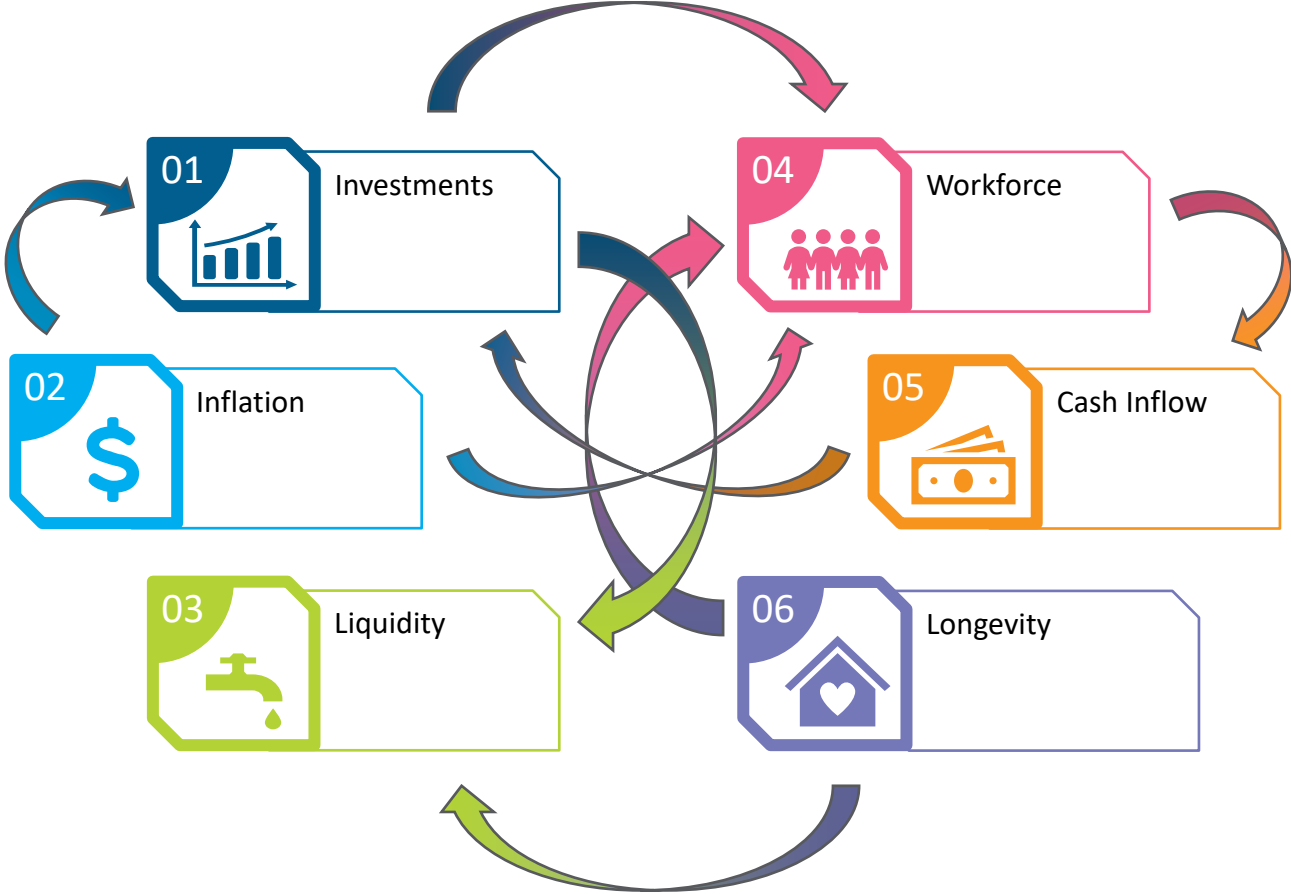 01
Investments
04
Workforce
02
Inflation
$
05
Cash Inflow
03
Liquidity
06
Longevity